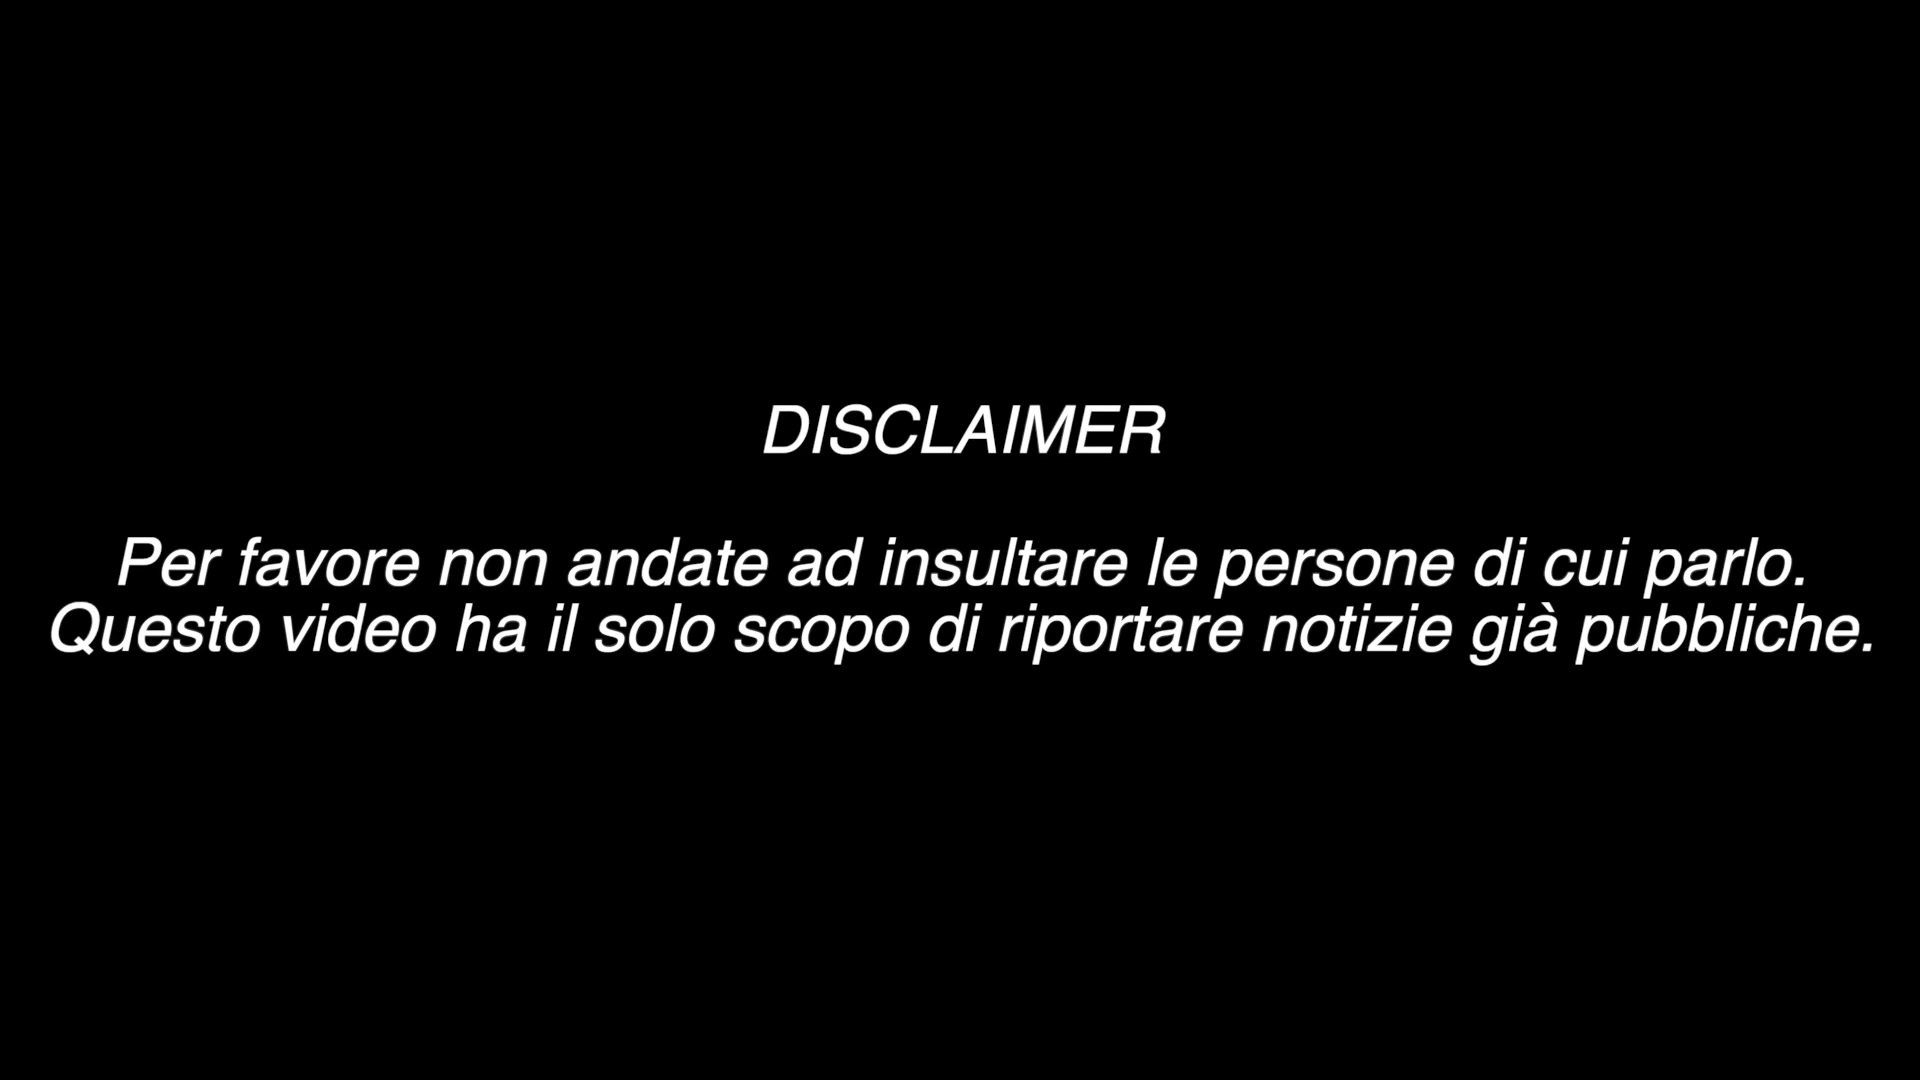 DISCLAIMER
Per favore non andate ad insultare le persone di cui parlo.
Questo video ha il solo scopo di riportare notizie già pubbliche.